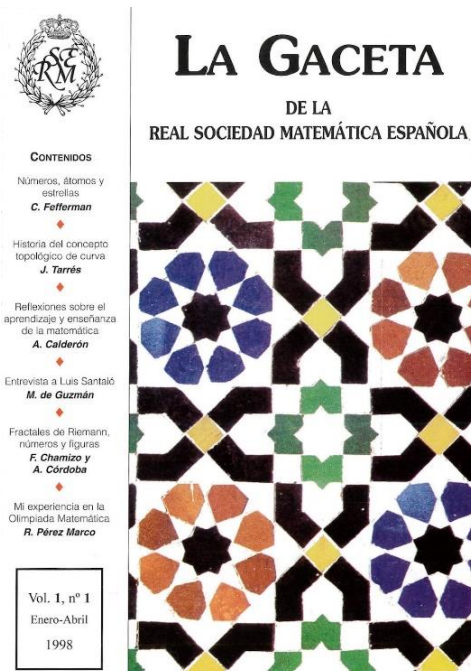 RSME
LA GACETA
DE LA
REAL SOCIEDAD MATEMÁTICA ESPAÑOLA
CONTENIDOS
Números, átomos y
estrellas
C. Fefferman
Historia del concepto
topológico de curva
J. Tarrés
Reflexiones sobre el
aprendizaje y enseñanza
de la matemática
A. Calderón
Entrevista a Luis Santaló
M. de Guzmán
Fractales de Riemann,
números y figuras
F. Chamizo y
A. Córdoba
Mi experiencia en la
Olimpiada Matemática
R. Pérez Marco
Vol. 1, nº 1
Enero-Abril
1998